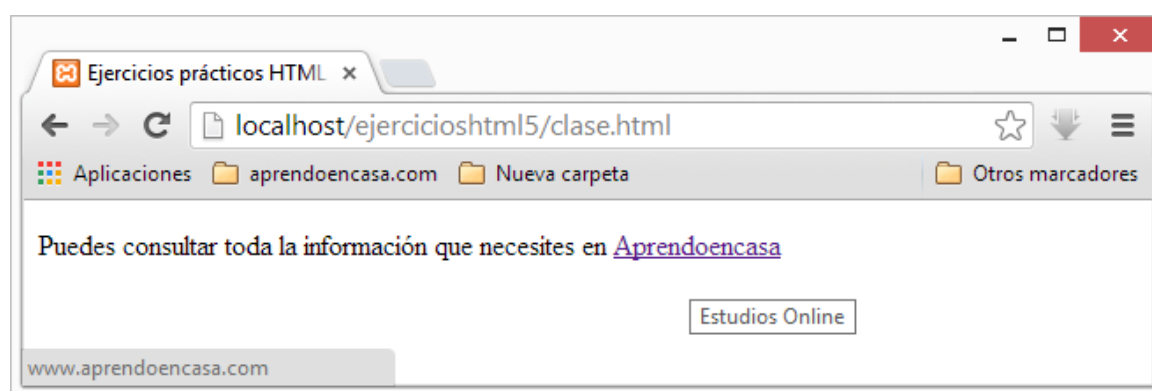 Ejercicios prácticos HTML
localhost/ejercicioshtml5/clase.html
Aplicaciones aprendoencasa.com Nueva carpeta Otros marcadores
Puedes consultar toda la información que necesites en Aprendoencasa
Estudios Online
www.aprendoencasa.com